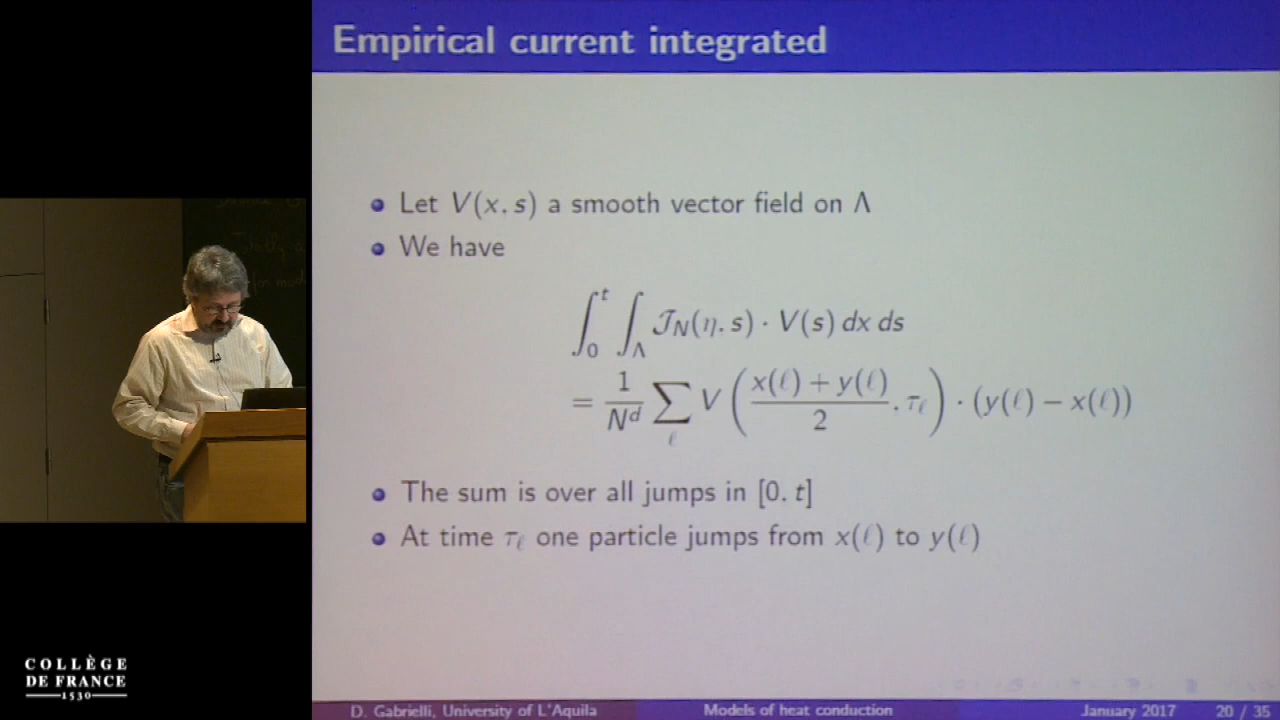 Empirical current integrated
Let V(x, s) a smooth vector field on Λ
We have
∫₀ᵗ ∫_Λ 𝒥_N(η, s) · V(s) dx ds
= 1/N^d ∑_ℓ V( (x(ℓ) + y(ℓ))/2 , τ_ℓ ) · (y(ℓ) − x(ℓ))
The sum is over all jumps in [0, t]
At time τ_ℓ one particle jumps from x(ℓ) to y(ℓ)
COLLÈGE
DE FRANCE
1530
D. Gabrielli, University of L'Aquila Models of heat conduction January 2017 20 / 35